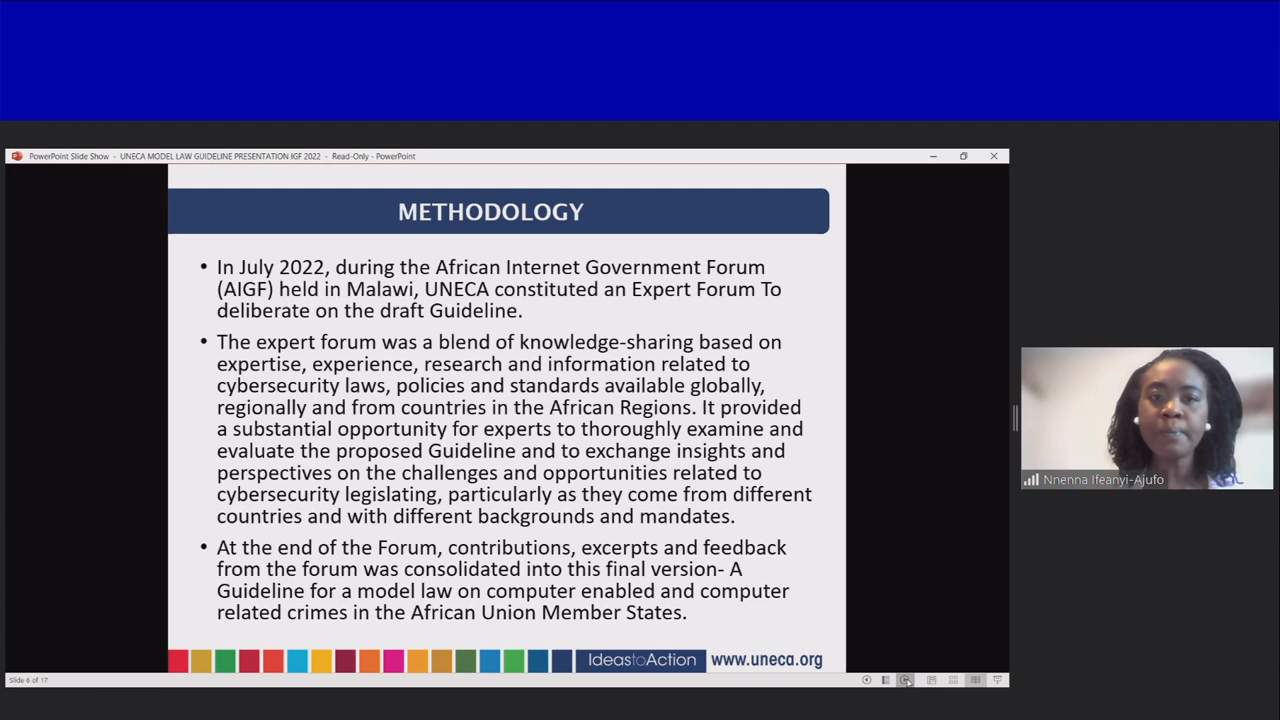 PowerPoint Slide Show - UNECA MODEL LAW GUIDELINE PRESENTATION IGF 2022 - Read-Only - PowerPoint
METHODOLOGY
• In July 2022, during the African Internet Government Forum
(AIGF) held in Malawi, UNECA constituted an Expert Forum To
deliberate on the draft Guideline.
• The expert forum was a blend of knowledge-sharing based on
expertise, experience, research and information related to
cybersecurity laws, policies and standards available globally,
regionally and from countries in the African Regions. It provided
a substantial opportunity for experts to thoroughly examine and
evaluate the proposed Guideline and to exchange insights and
perspectives on the challenges and opportunities related to
cybersecurity legislating, particularly as they come from different
countries and with different backgrounds and mandates.
• At the end of the Forum, contributions, excerpts and feedback
from the forum was consolidated into this final version- A
Guideline for a model law on computer enabled and computer
related crimes in the African Union Member States.
IdeastoAction www.uneca.org
Slide 6 of 17
Nnenna Ifeanyi-Ajufo